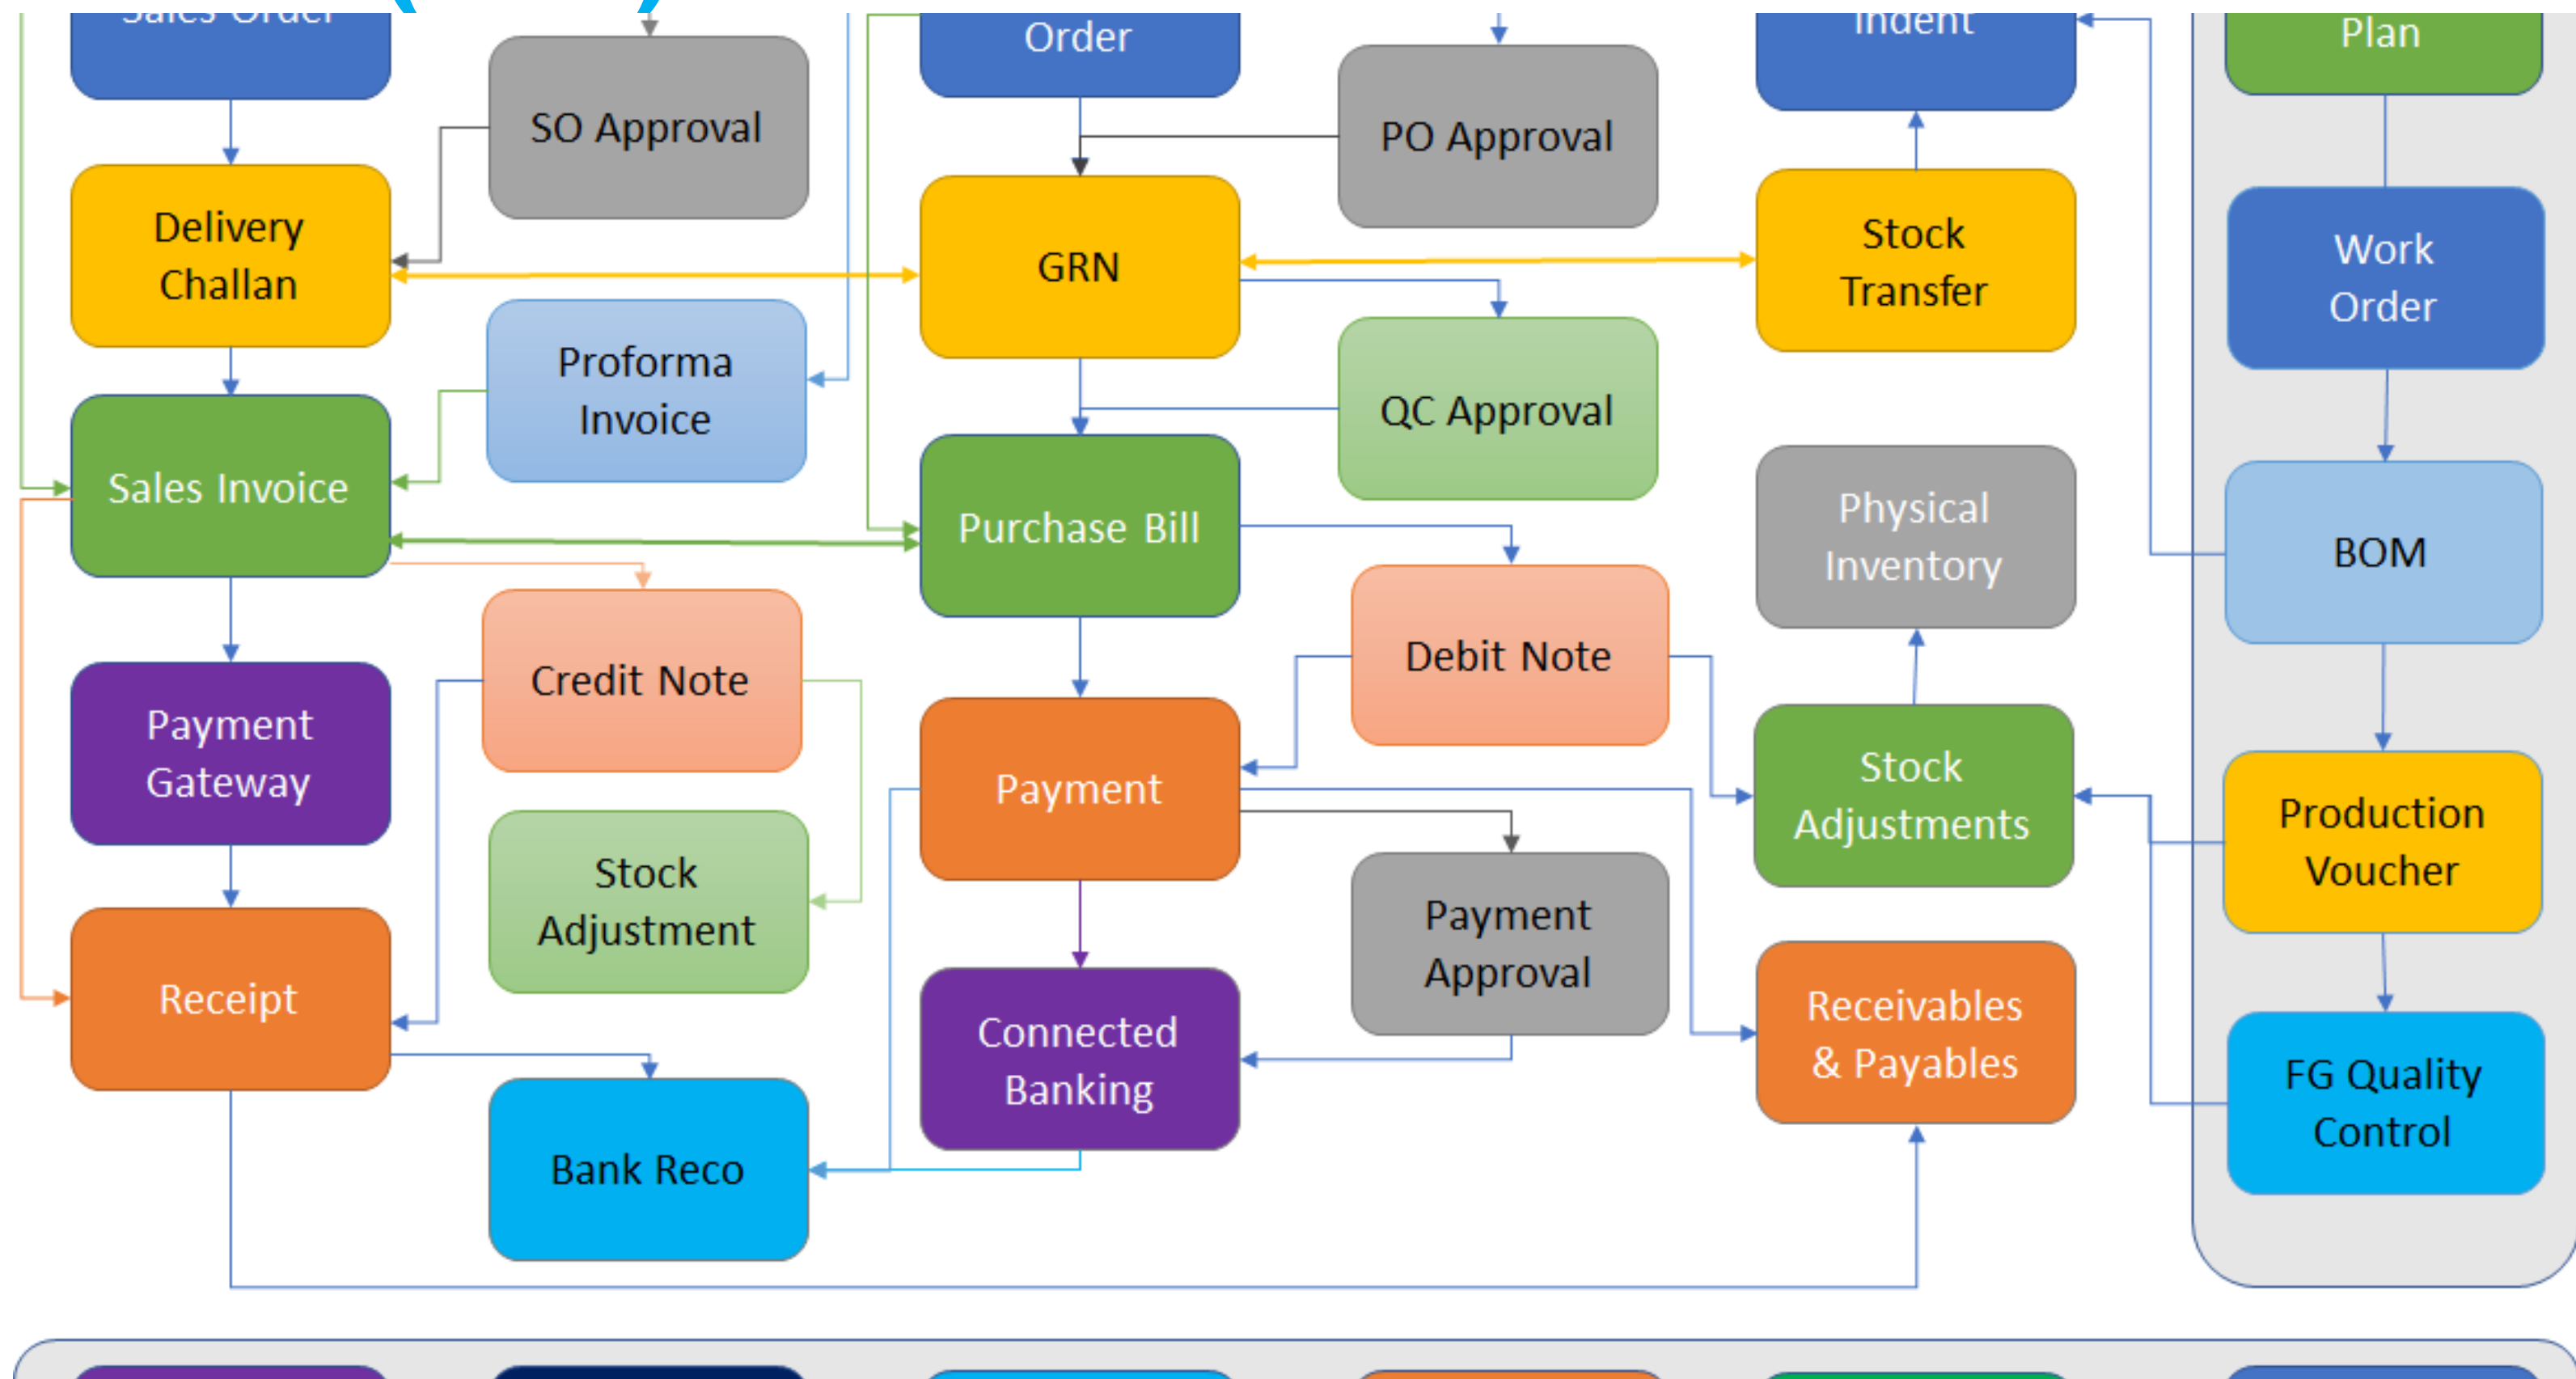 Sales Order
Order
Indent
Plan
SO Approval
PO Approval
Delivery
Challan
GRN
Stock
Transfer
Work
Order
Proforma
Invoice
QC Approval
Sales Invoice
Purchase Bill
Physical
Inventory
BOM
Credit Note
Debit Note
Payment
Gateway
Payment
Stock
Adjustments
Production
Voucher
Stock
Adjustment
Payment
Approval
Receipt
Connected
Banking
Receivables
& Payables
FG Quality
Control
Bank Reco